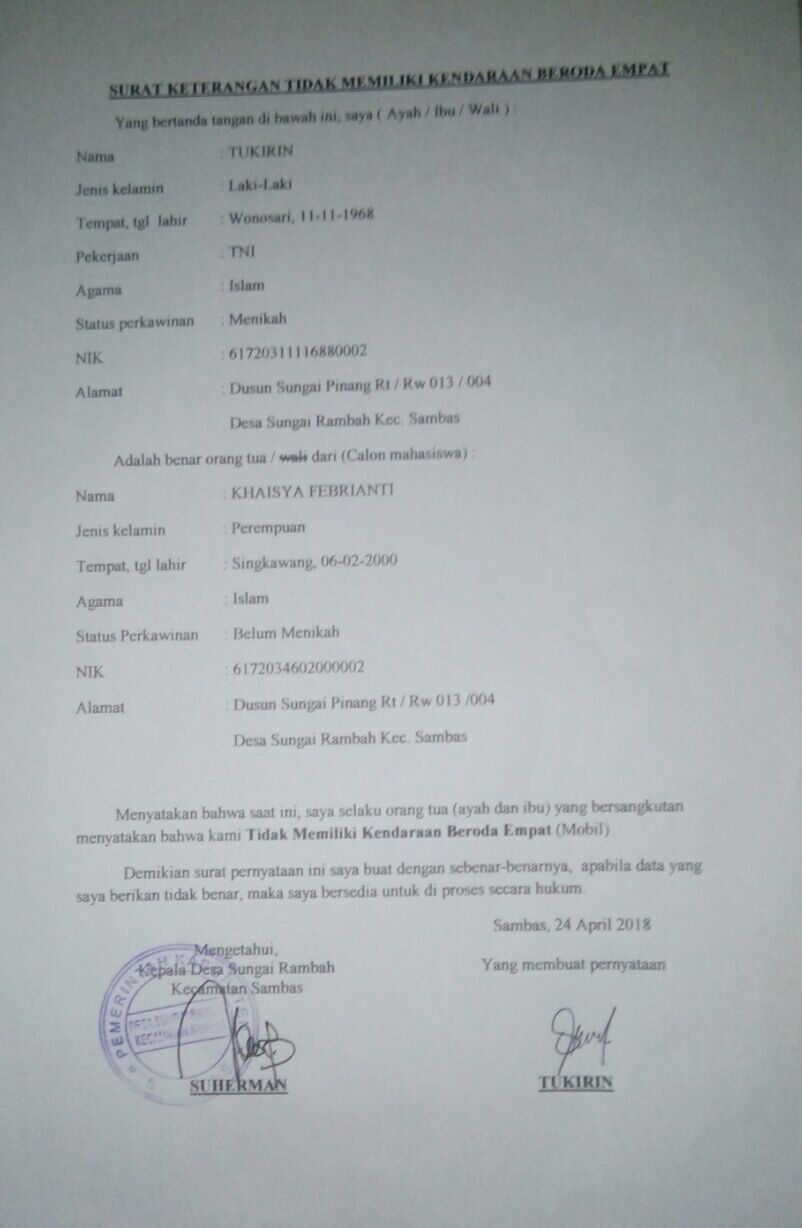 SURAT KETERANGAN TIDAK MEMILIKI KENDARAAN BERODA EMPAT
Yang bertanda tangan di bawah ini, saya ( Ayah / Ibu / Wali ) :
Nama : TUKIRIN
Jenis kelamin : Laki-Laki
Tempat, tgl lahir : Wonosari, 11-11-1968
Pekerjaan : TNI
Agama : Islam
Status perkawinan : Menikah
NIK : 61720311116880002
Alamat : Dusun Sungai Pinang Rt / Rw 013 / 004
Desa Sungai Rambah Kec. Sambas
Adalah benar orang tua / wali dari (Calon mahasiswa) :
Nama : KHAISYA FEBRIANTI
Jenis kelamin : Perempuan
Tempat, tgl lahir : Singkawang, 06-02-2000
Agama : Islam
Status Perkawinan : Belum Menikah
NIK : 6172034602000002
Alamat : Dusun Sungai Pinang Rt / Rw 013 /004
Desa Sungai Rambah Kec. Sambas
Menyatakan bahwa saat ini, saya selaku orang tua (ayah dan ibu) yang bersangkutan
menyatakan bahwa kami Tidak Memiliki Kendaraan Beroda Empat (Mobil)
Demikian surat pernyataan ini saya buat dengan sebenar-benarnya, apabila data yang
saya berikan tidak benar, maka saya bersedia untuk di proses secara hukum.
Sambas, 24 April 2018
Mengetahui,
Kepala Desa Sungai Rambah
Kecamatan Sambas
Yang membuat pernyataan
PEMERINTAH
SUHERMAN
TUKIRIN